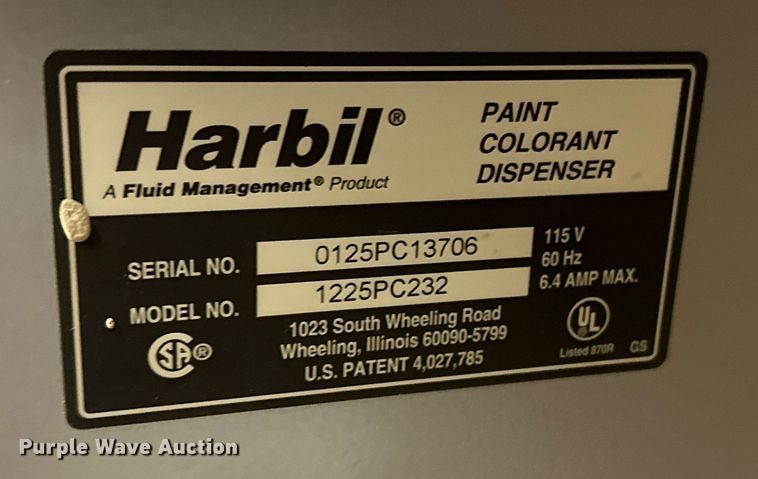 Harbil®
A Fluid Management® Product
PAINT
COLORANT
DISPENSER
SERIAL NO. 0125PC13706
MODEL NO. 1225PC232
115 V
60 Hz
6.4 AMP MAX.
1023 South Wheeling Road
Wheeling, Illinois 60090-5799
U.S. PATENT 4,027,785
SA®
UL
Listed 870R GS
Purple Wave Auction